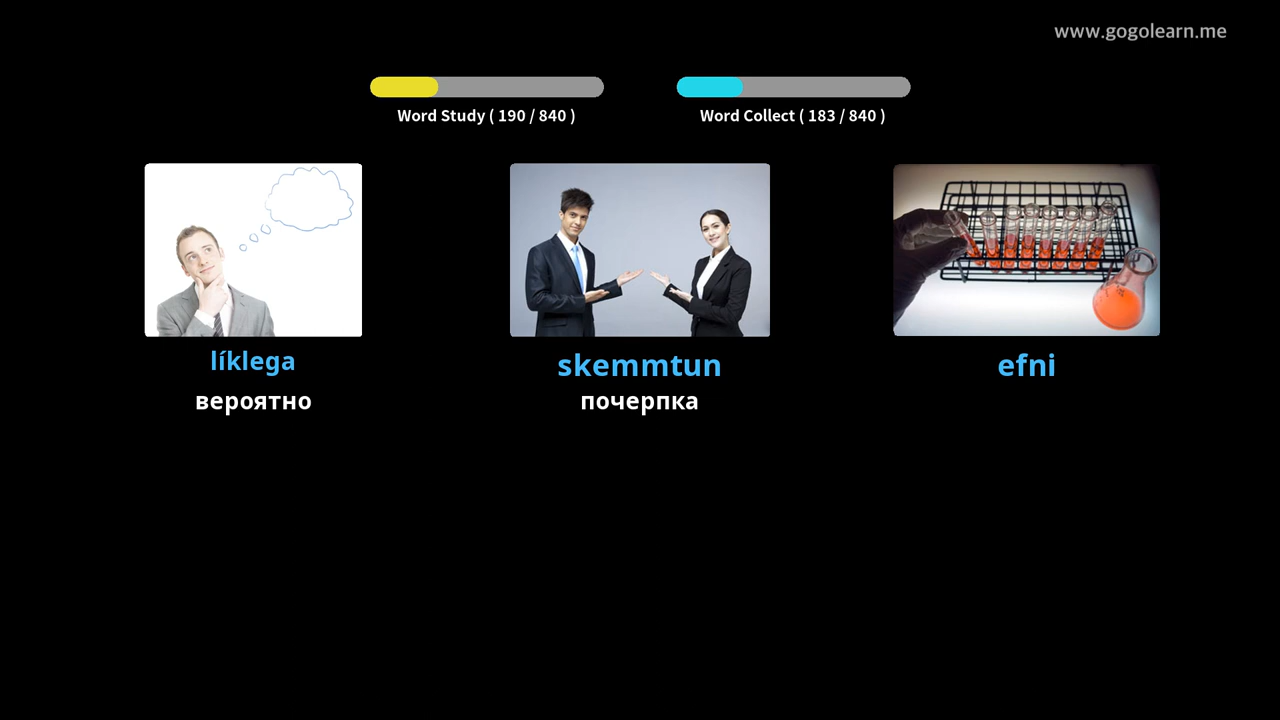 www.gogolearn.me
Word Study ( 190 / 840 )
Word Collect ( 183 / 840 )
líklega
skemmtun
efni
вероятно
почерпка